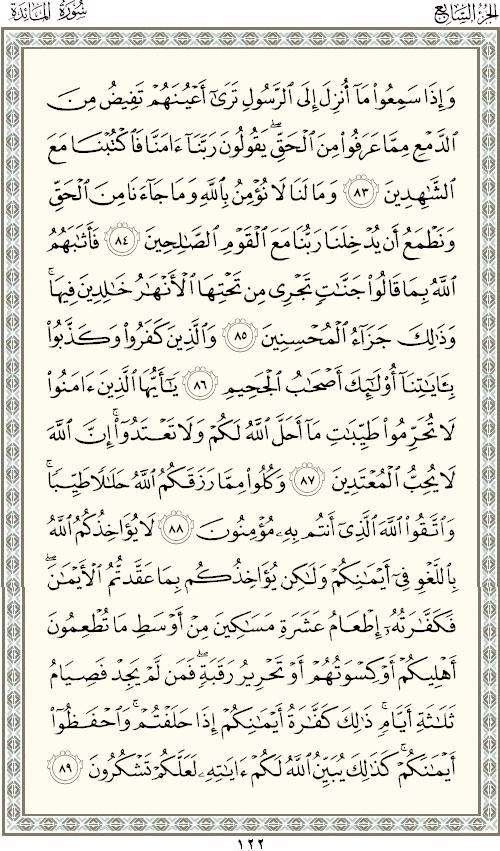 الجزء السابع
سورة المائدة
وَإِذَا سَمِعُوا۟ مَآ أُنزِلَ إِلَى ٱلرَّسُولِ تَرَىٰٓ أَعْيُنَهُمْ تَفِيضُ مِنَ
ٱلدَّمْعِ مِمَّا عَرَفُوا۟ مِنَ ٱلْحَقِّ ۖ يَقُولُونَ رَبَّنَآ ءَامَنَّا فَٱكْتُبْنَا مَعَ
ٱلشَّـٰهِدِينَ ٨٣ وَمَا لَنَا لَا نُؤْمِنُ بِٱللَّهِ وَمَا جَآءَنَا مِنَ ٱلْحَقِّ
وَنَطْمَعُ أَن يُدْخِلَنَا رَبُّنَا مَعَ ٱلْقَوْمِ ٱلصَّـٰلِحِينَ ٨٤ فَأَثَـٰبَهُمُ
ٱللَّهُ بِمَا قَالُوا۟ جَنَّـٰتٍ تَجْرِى مِن تَحْتِهَا ٱلْأَنْهَـٰرُ خَـٰلِدِينَ فِيهَا ۚ
وَذَٰلِكَ جَزَآءُ ٱلْمُحْسِنِينَ ٨٥ وَٱلَّذِينَ كَفَرُوا۟ وَكَذَّبُوا۟
بِـَٔايَـٰتِنَآ أُو۟لَـٰٓئِكَ أَصْحَـٰبُ ٱلْجَحِيمِ ٨٦ يَـٰٓأَيُّهَا ٱلَّذِينَ ءَامَنُوا۟
لَا تُحَرِّمُوا۟ طَيِّبَـٰتِ مَآ أَحَلَّ ٱللَّهُ لَكُمْ وَلَا تَعْتَدُوٓا۟ ۚ إِنَّ ٱللَّهَ
لَا يُحِبُّ ٱلْمُعْتَدِينَ ٨٧ وَكُلُوا۟ مِمَّا رَزَقَكُمُ ٱللَّهُ حَلَـٰلًا طَيِّبًا ۚ
وَٱتَّقُوا۟ ٱللَّهَ ٱلَّذِىٓ أَنتُم بِهِۦ مُؤْمِنُونَ ٨٨ لَا يُؤَاخِذُكُمُ ٱللَّهُ
بِٱللَّغْوِ فِىٓ أَيْمَـٰنِكُمْ وَلَـٰكِن يُؤَاخِذُكُم بِمَا عَقَّدتُّمُ ٱلْأَيْمَـٰنَ ۖ
فَكَفَّـٰرَتُهُۥٓ إِطْعَامُ عَشَرَةِ مَسَـٰكِينَ مِنْ أَوْسَطِ مَا تُطْعِمُونَ
أَهْلِيكُمْ أَوْ كِسْوَتُهُمْ أَوْ تَحْرِيرُ رَقَبَةٍ ۖ فَمَن لَّمْ يَجِدْ فَصِيَامُ
ثَلَـٰثَةِ أَيَّامٍ ۚ ذَٰلِكَ كَفَّـٰرَةُ أَيْمَـٰنِكُمْ إِذَا حَلَفْتُمْ ۚ وَٱحْفَظُوٓا۟
أَيْمَـٰنَكُمْ ۚ كَذَٰلِكَ يُبَيِّنُ ٱللَّهُ لَكُمْ ءَايَـٰتِهِۦ لَعَلَّكُمْ تَشْكُرُونَ ٨٩
١٢٢